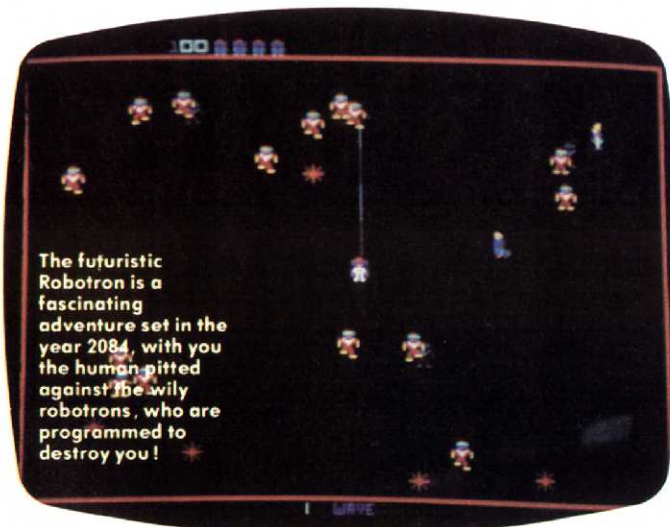 100
The futuristic
Robotron is a
fascinating
adventure set in the
year 2084, with you
the human pitted
against the wily
robotrons, who are
programmed to
destroy you!
1 WAVE